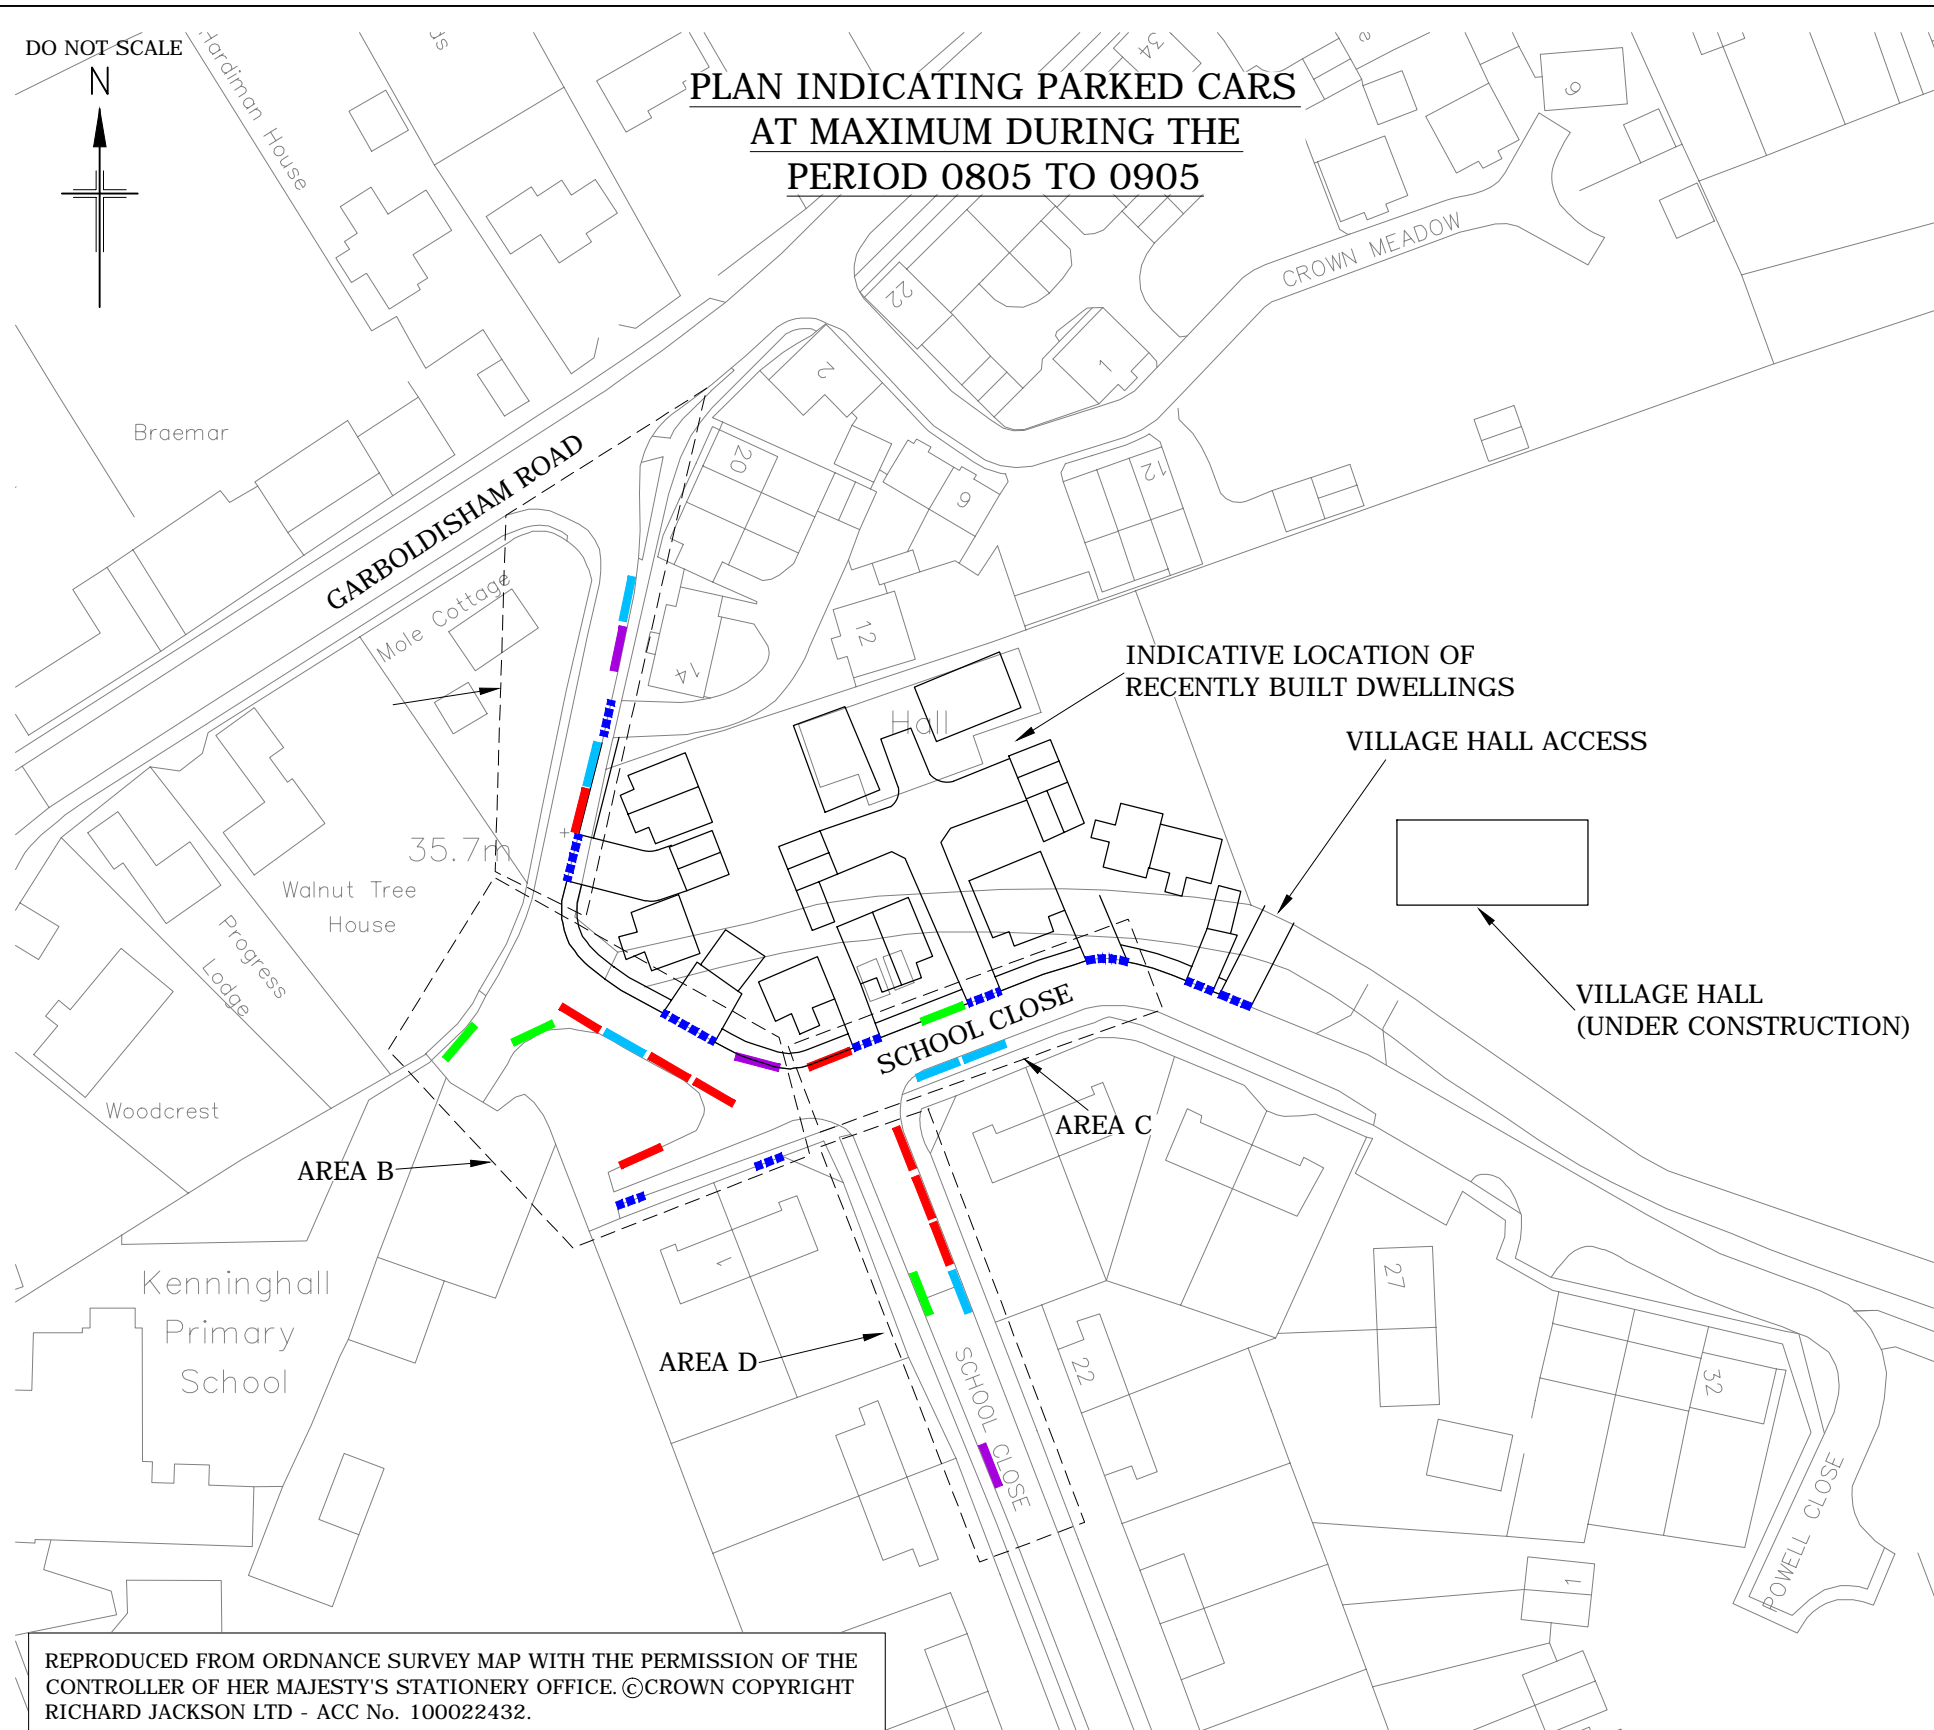 DO NOT SCALE
N
PLAN INDICATING PARKED CARS
AT MAXIMUM DURING THE
PERIOD 0805 TO 0905
Hardiman House
ds
34
9
22
CROWN MEADOW
1
2
Braemar
GARBOLDISHAM ROAD
20
6
12
Mole Cottage
14
12
INDICATIVE LOCATION OF
RECENTLY BUILT DWELLINGS
Hall
VILLAGE HALL ACCESS
35.7m
Walnut Tree
House
Progress
Lodge
VILLAGE HALL
(UNDER CONSTRUCTION)
SCHOOL CLOSE
Woodcrest
AREA C
AREA B
1
Kenninghall
Primary
School
27
AREA D
SCHOOL CLOSE
22
32
POWELL CLOSE
1
REPRODUCED FROM ORDNANCE SURVEY MAP WITH THE PERMISSION OF THE
CONTROLLER OF HER MAJESTY'S STATIONERY OFFICE. ©CROWN COPYRIGHT
RICHARD JACKSON LTD - ACC No. 100022432.